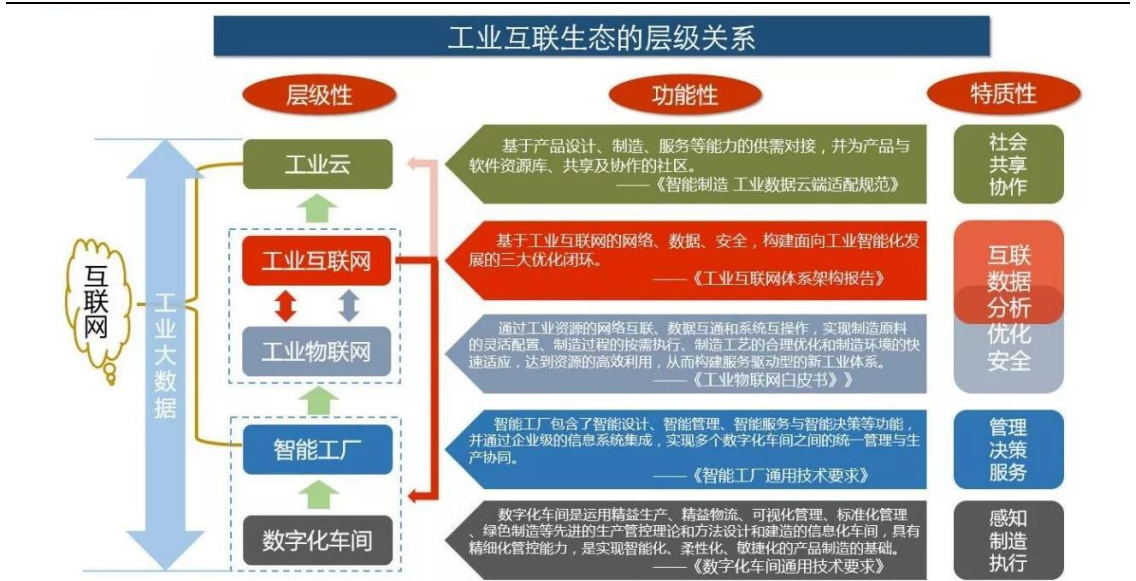 工业互联生态的层级关系
层级性
功能性
特质性
互联网
工业大数据
工业云
基于产品设计、制造、服务等能力的供需对接，并为产品与
软件资源库、共享及协作的社区。
——《智能制造 工业数据云端适配规范》
社会
共享
协作
工业互联网
基于工业互联网的网络、数据、安全，构建面向工业智能化发
展的三大优化闭环。
——《工业互联网体系架构报告》
互联
数据
分析
优化
安全
工业物联网
通过工业资源的网络互联、数据互通和系统互操作，实现制造原料
的灵活配置、制造过程的按需执行、制造工艺的合理优化和制造环境的快
速适应，达到资源的高效利用，从而构建服务驱动型的新工业体系。
——《工业物联网白皮书》》
智能工厂
智能工厂包含了智能设计、智能管理、智能服务与智能决策等功能，
并通过企业级的信息系统集成，实现多个数字化车间之间的统一管理与生
产协同。
——《智能工厂通用技术要求》
管理
决策
服务
数字化车间
数字化车间是运用精益生产、精益物流、可视化管理、标准化管理
、绿色制造等先进的生产管控理论和方法设计和建造的信息化车间，具有
精细化管控能力，是实现智能化、柔性化、敏捷化的产品制造的基础。
——《数字化车间通用技术要求》
感知
制造
执行